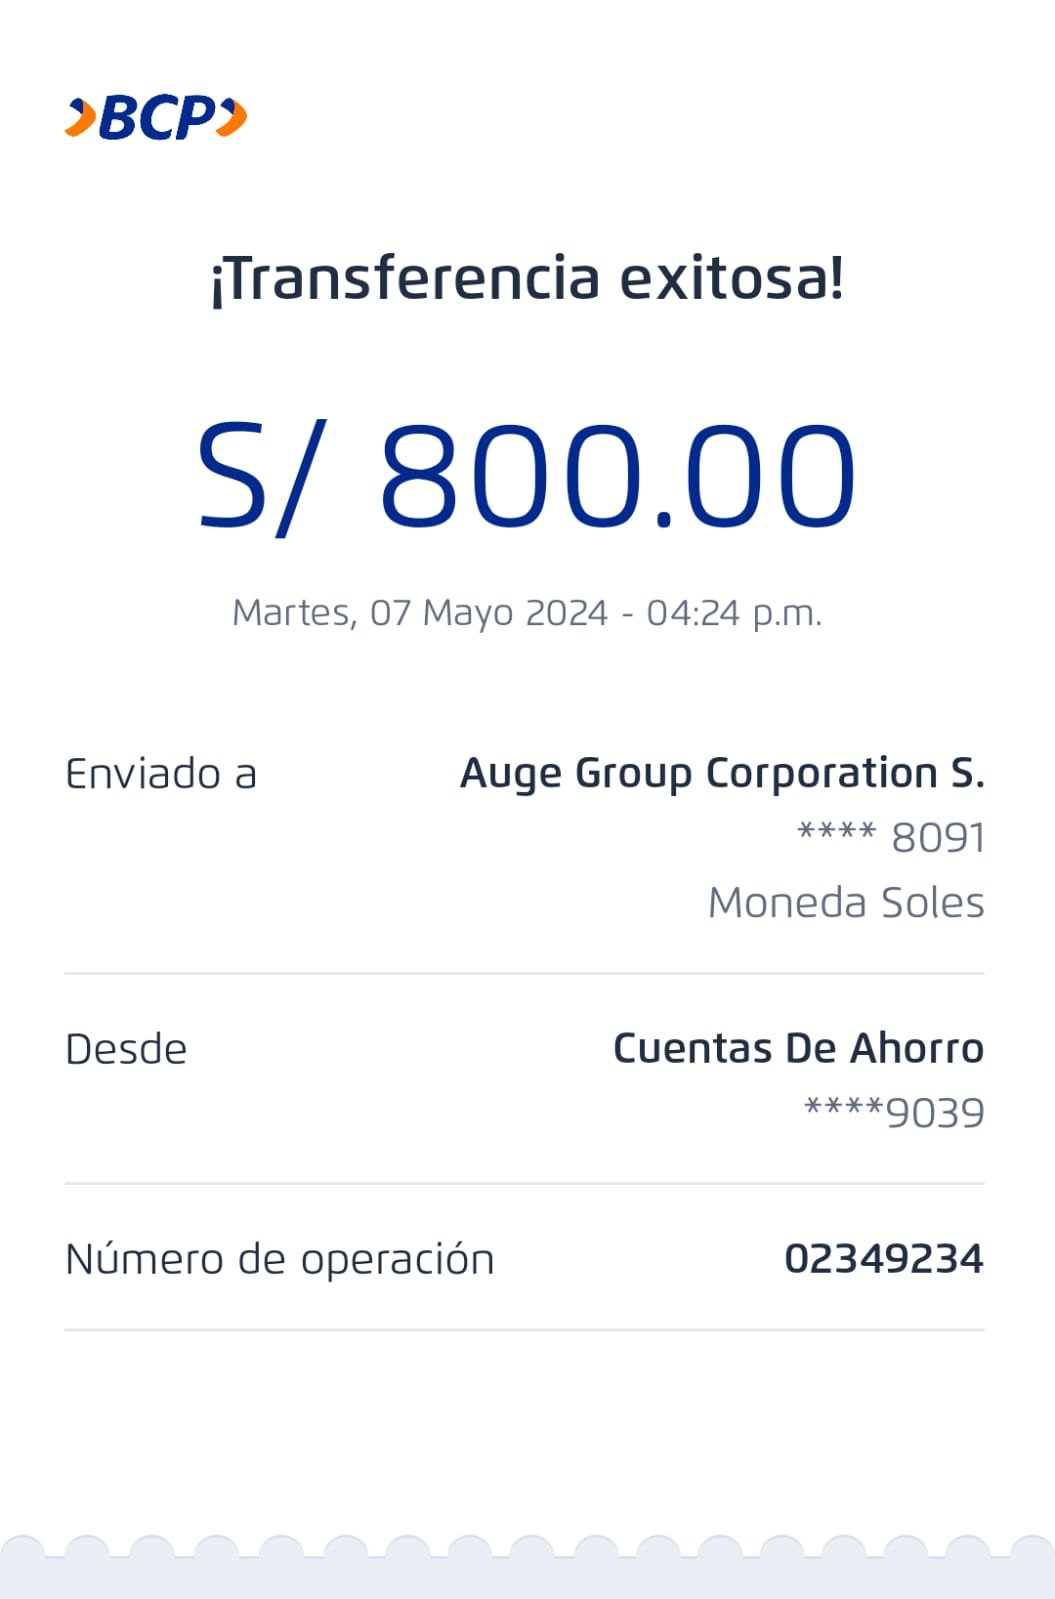 BCP
¡Transferencia exitosa!
S/ 800.00
Martes, 07 Mayo 2024 - 04:24 p.m.
Enviado a Auge Group Corporation S.
**** 8091
Moneda Soles
Desde Cuentas De Ahorro
****9039
Número de operación 02349234